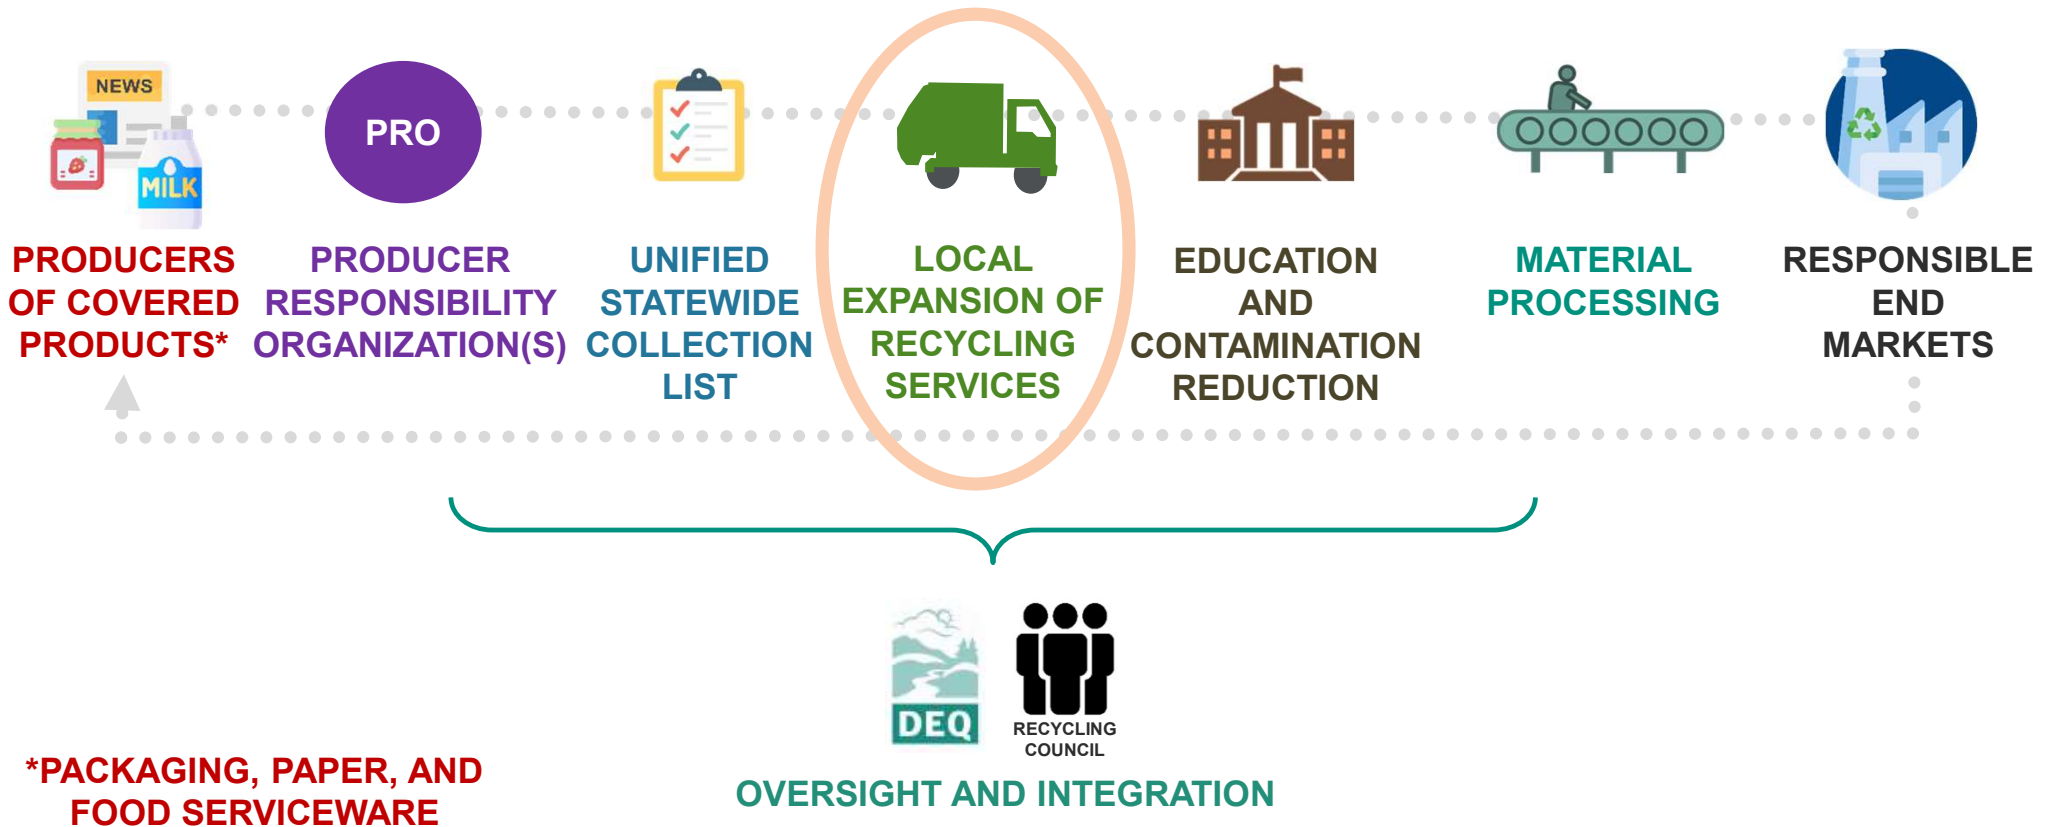 NEWS
MILK
PRO
PRODUCERS
OF COVERED
PRODUCTS*
PRODUCER
RESPONSIBILITY
ORGANIZATION(S)
UNIFIED
STATEWIDE
COLLECTION
LIST
LOCAL
EXPANSION OF
RECYCLING
SERVICES
EDUCATION
AND
CONTAMINATION
REDUCTION
MATERIAL
PROCESSING
RESPONSIBLE
END
MARKETS
DEQ
RECYCLING
COUNCIL
OVERSIGHT AND INTEGRATION
*PACKAGING, PAPER, AND
FOOD SERVICEWARE